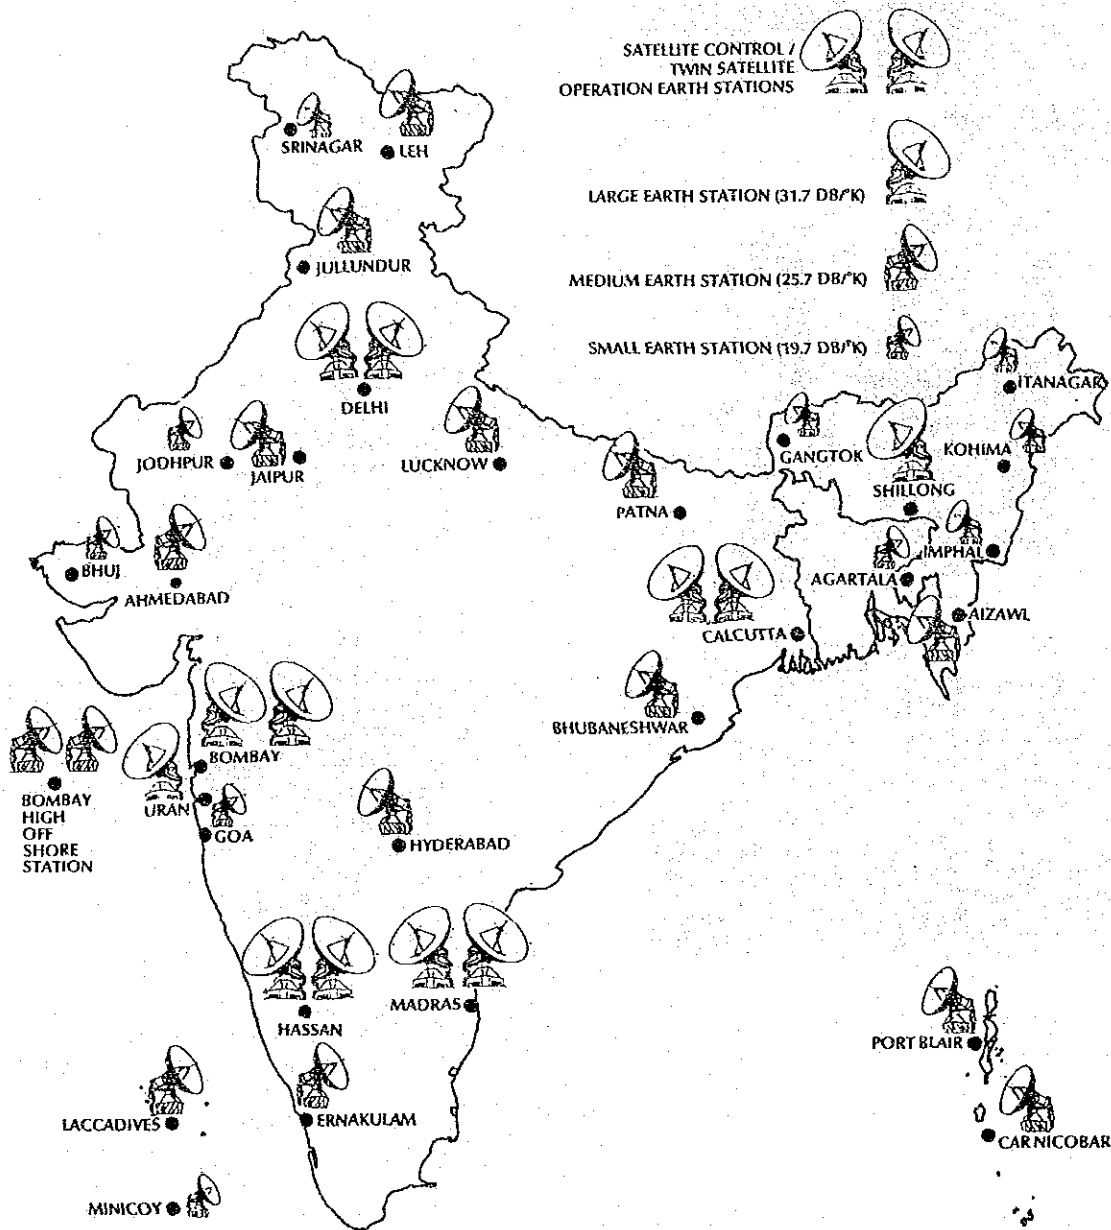 SATELLITE CONTROL /
TWIN SATELLITE
OPERATION EARTH STATIONS
LARGE EARTH STATION (31.7 DB/°K)
MEDIUM EARTH STATION (25.7 DB/°K)
SMALL EARTH STATION (19.7 DB/°K)
SRINAGAR
LEH
JULLUNDUR
DELHI
ITANAGAR
JODHPUR
JAIPUR
LUCKNOW
GANGTOK
KOHIMA
PATNA
SHILLONG
BHUJ
AHMEDABAD
IMPHAL
AGARTALA
AIZAWL
CALCUTTA
BHUBANESHWAR
BOMBAY
BOMBAY
HIGH
OFF
SHORE
STATION
URAN
GOA
HYDERABAD
HASSAN
MADRAS
PORT BLAIR
LACCADIVES
ERNAKULAM
CAR NICOBAR
MINICOY